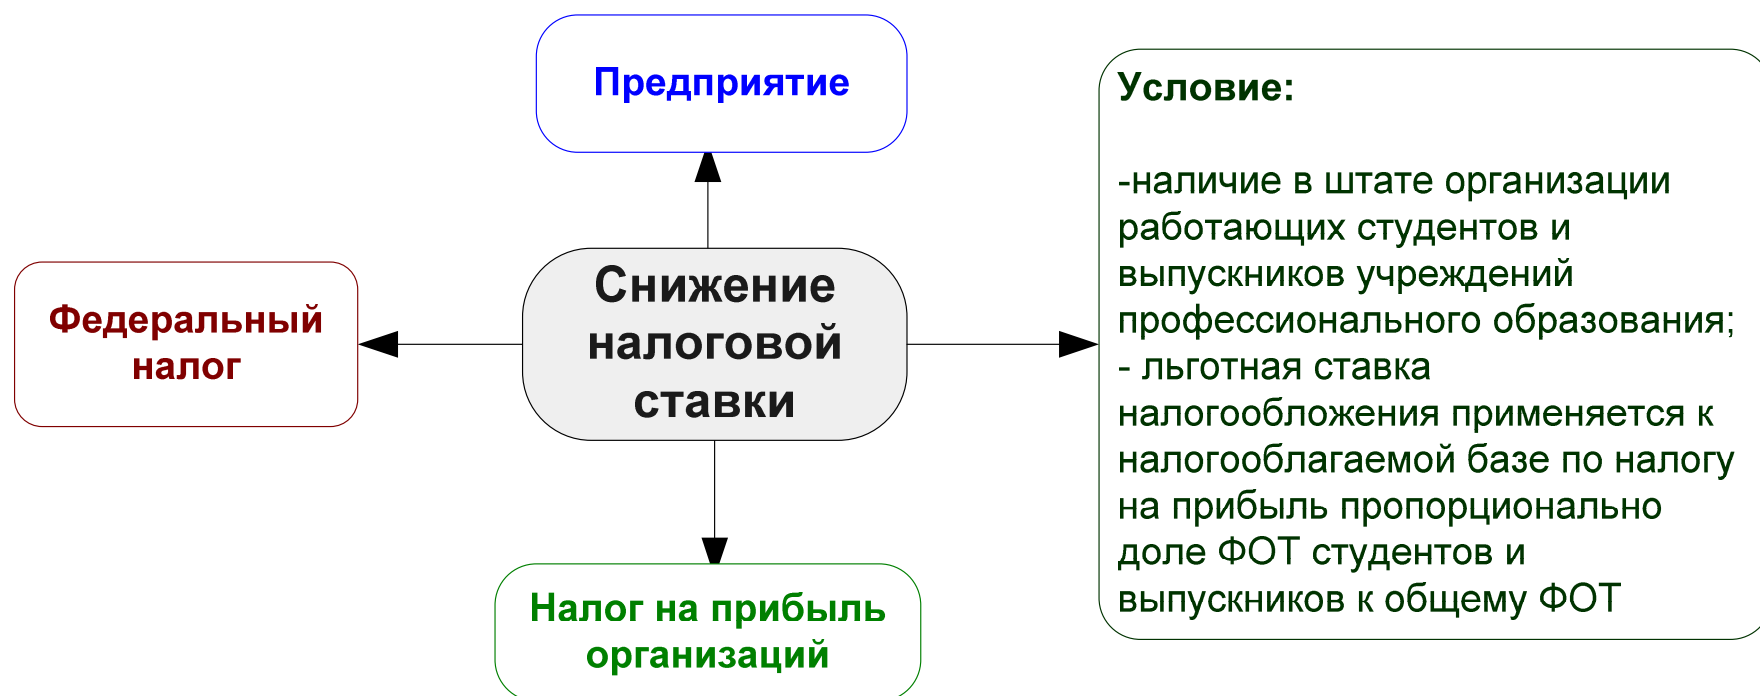 Предприятие
Федеральный
налог
Снижение
налоговой
ставки
Налог на прибыль
организаций
Условие:
-наличие в штате организации
работающих студентов и
выпускников учреждений
профессионального образования;
- льготная ставка
налогообложения применяется к
налогооблагаемой базе по налогу
на прибыль пропорционально
доле ФОТ студентов и
выпускников к общему ФОТ